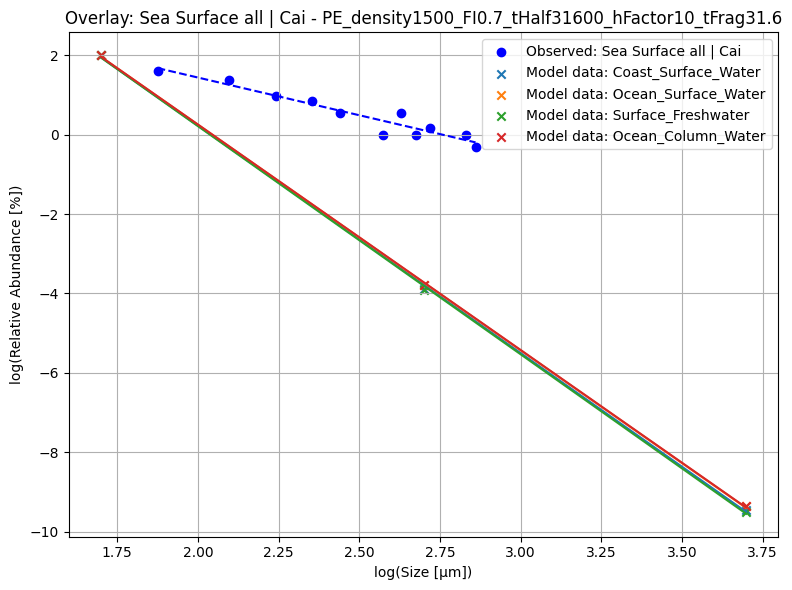 Overlay: Sea Surface all | Cai - PE_density1500_FI0.7_tHalf31600_hFactor10_tFrag31.6
Observed: Sea Surface all | Cai
Model data: Coast_Surface_Water
Model data: Ocean_Surface_Water
Model data: Surface_Freshwater
Model data: Ocean_Column_Water
log(Relative Abundance [%])
2
0
−2
−4
−6
−8
−10
1.75
2.00
2.25
2.50
2.75
3.00
3.25
3.50
3.75
log(Size [μm])